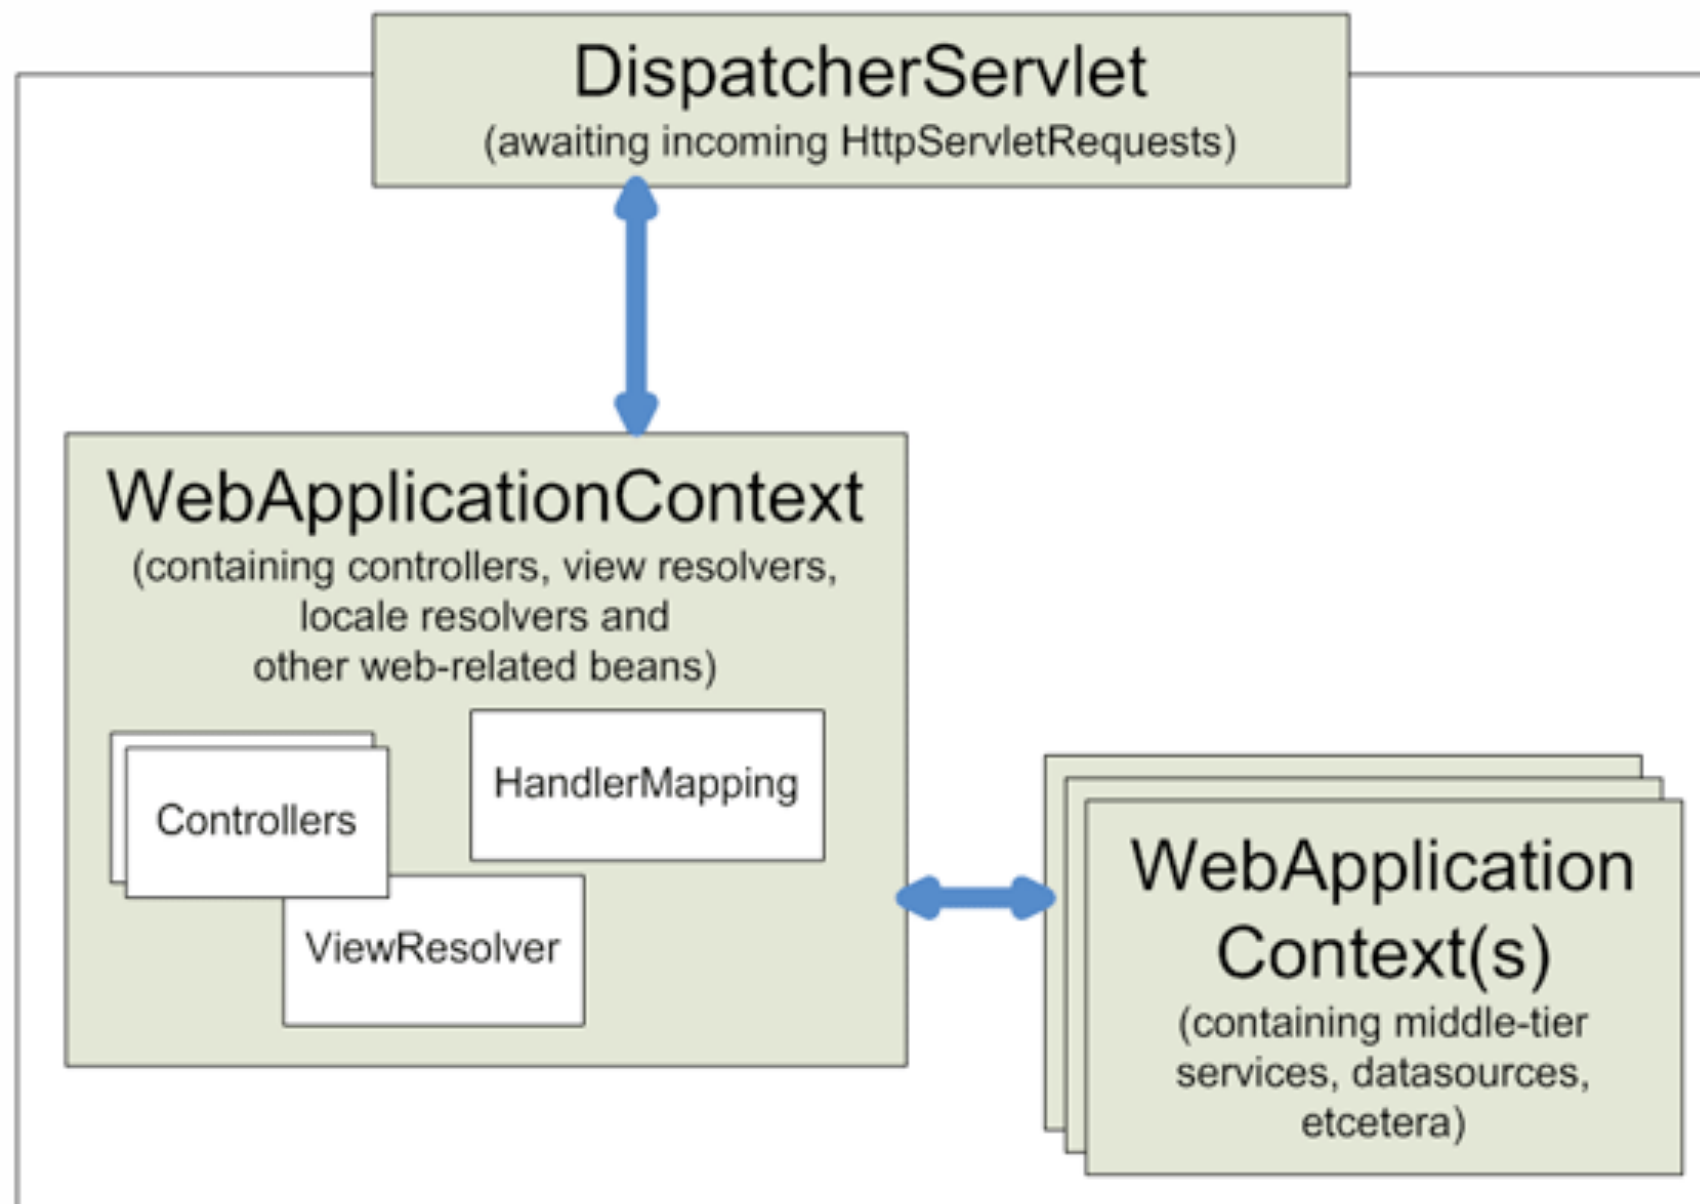 DispatcherServlet
(awaiting incoming HttpServletRequests)
WebApplicationContext
(containing controllers, view resolvers,
locale resolvers and
other web-related beans)
Controllers
HandlerMapping
ViewResolver
WebApplication
Context(s)
(containing middle-tier
services, datasources,
etcetera)